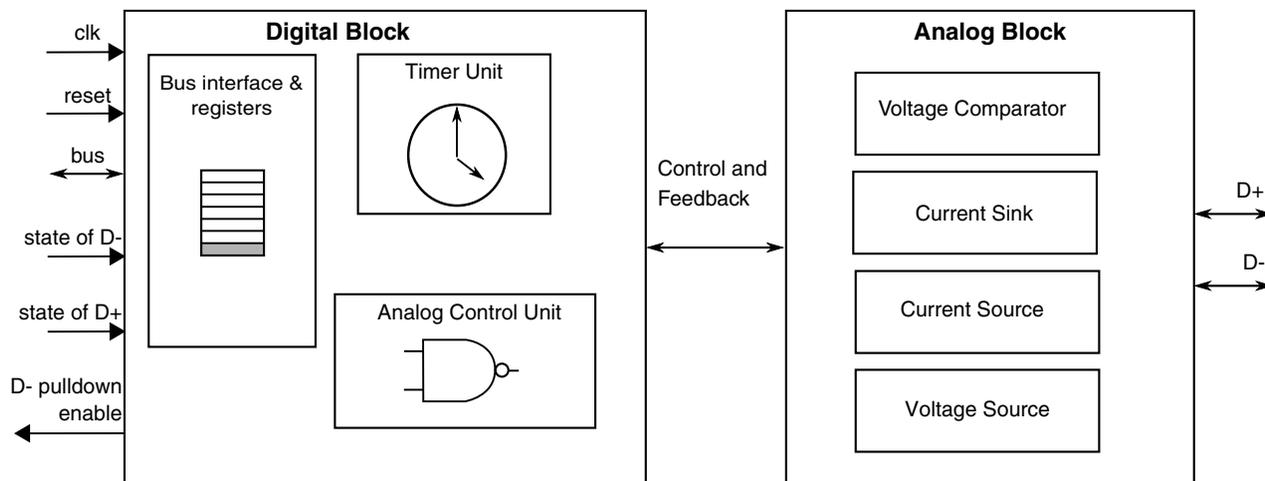 clk
reset
bus
state of D-
state of D+
D- pulldown
enable
Digital Block
Bus interface &
registers
Timer Unit
Analog Control Unit
Control and
Feedback
Analog Block
Voltage Comparator
Current Sink
Current Source
Voltage Source
D+
D-